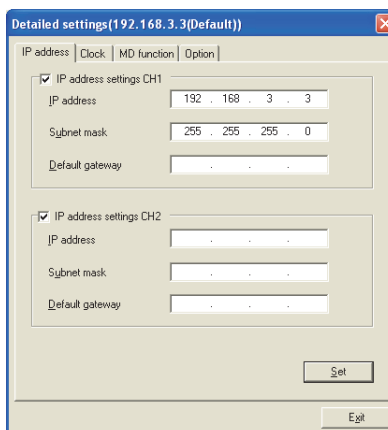 Detailed settings(192.168.3.3(Default))
IP address Clock MD function Option
IP address settings CH1
IP address 192 . 168 . 3 . 3
Subnet mask 255 . 255 . 255 . 0
Default gateway . . .
IP address settings CH2
IP address . . .
Subnet mask . . .
Default gateway . . .
Set
Exit